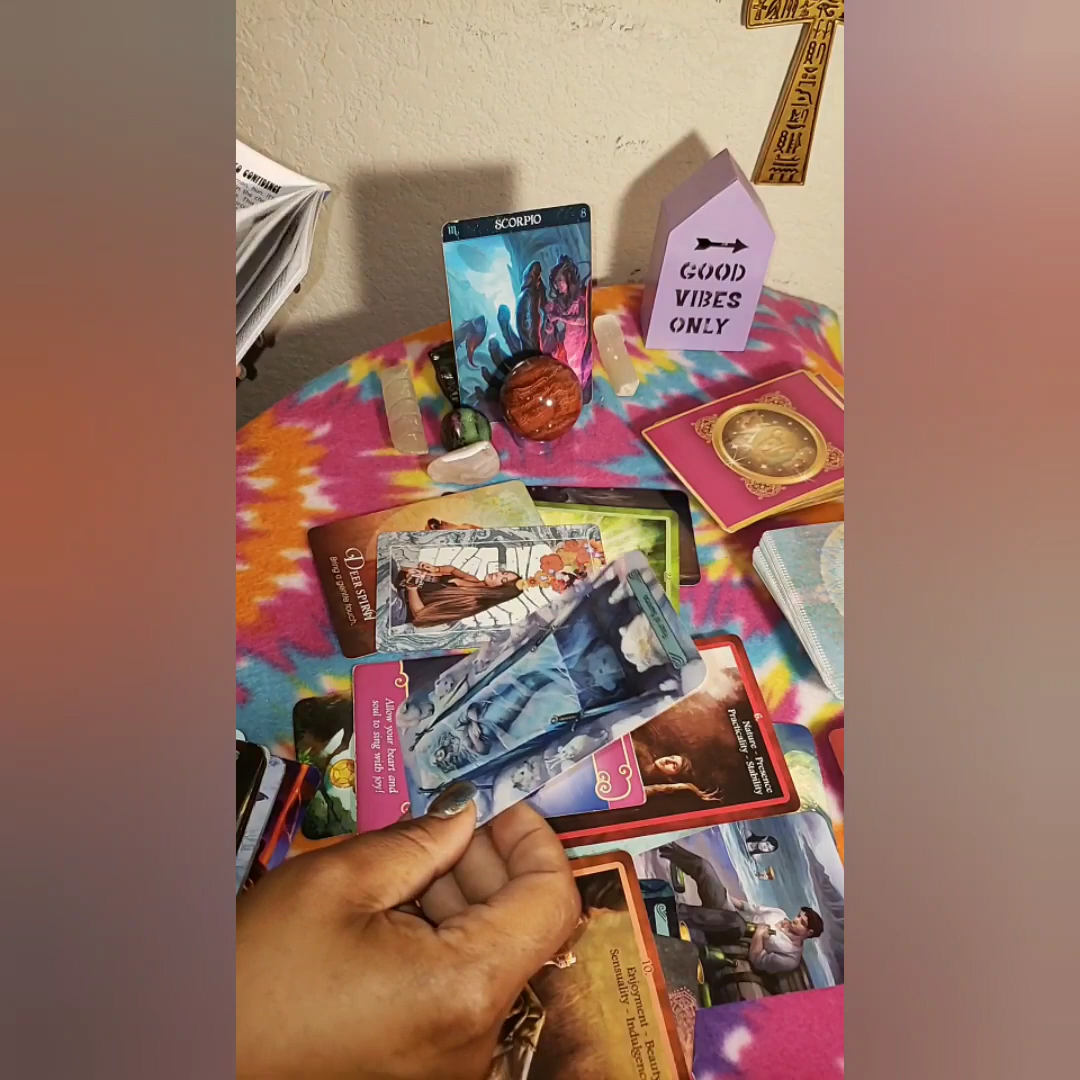 CONFIDENCE
♏ SCORPIO 8
GOOD
VIBES
ONLY
DEER SPIRIT
Bring a gentle touch.
Allow your heart and
soul to sing with joy!
9.
Nature - Presence
Practicality - Stability
10.
Enjoyment - Beauty
Sensuality - Indulgence